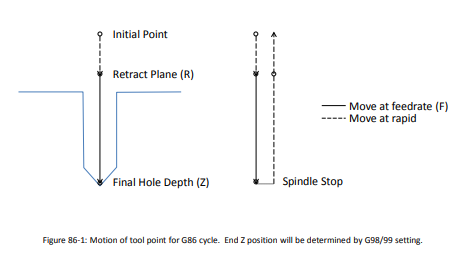 Initial Point
Retract Plane (R)
Move at feedrate (F)
Move at rapid
Final Hole Depth (Z)
Spindle Stop
Figure 86-1: Motion of tool point for G86 cycle. End Z position will be determined by G98/99 setting.